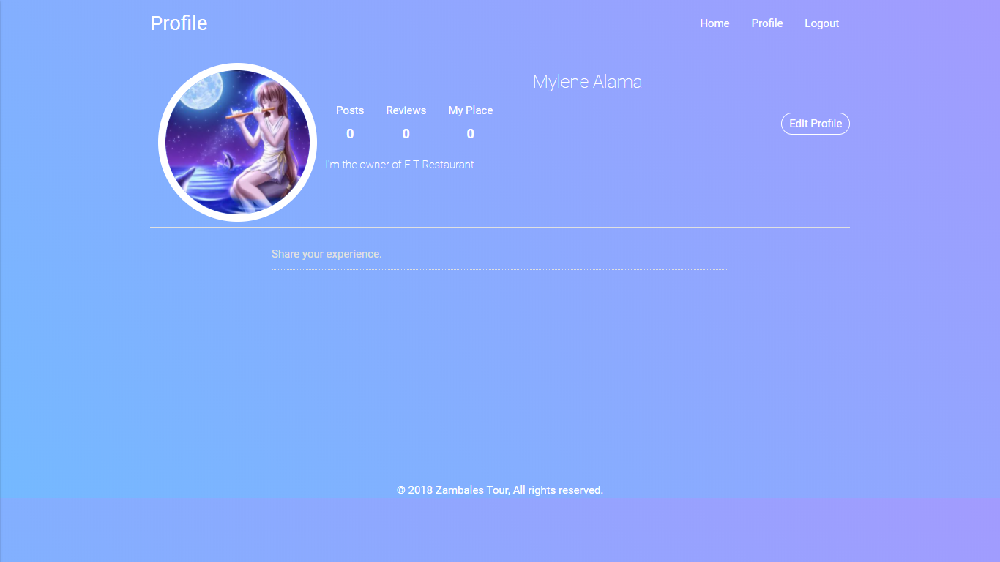 Profile
Home Profile Logout
Mylene Alama
Posts Reviews My Place
0 0 0
Edit Profile
I'm the owner of E.T Restaurant
Share your experience.
© 2018 Zambales Tour, All rights reserved.